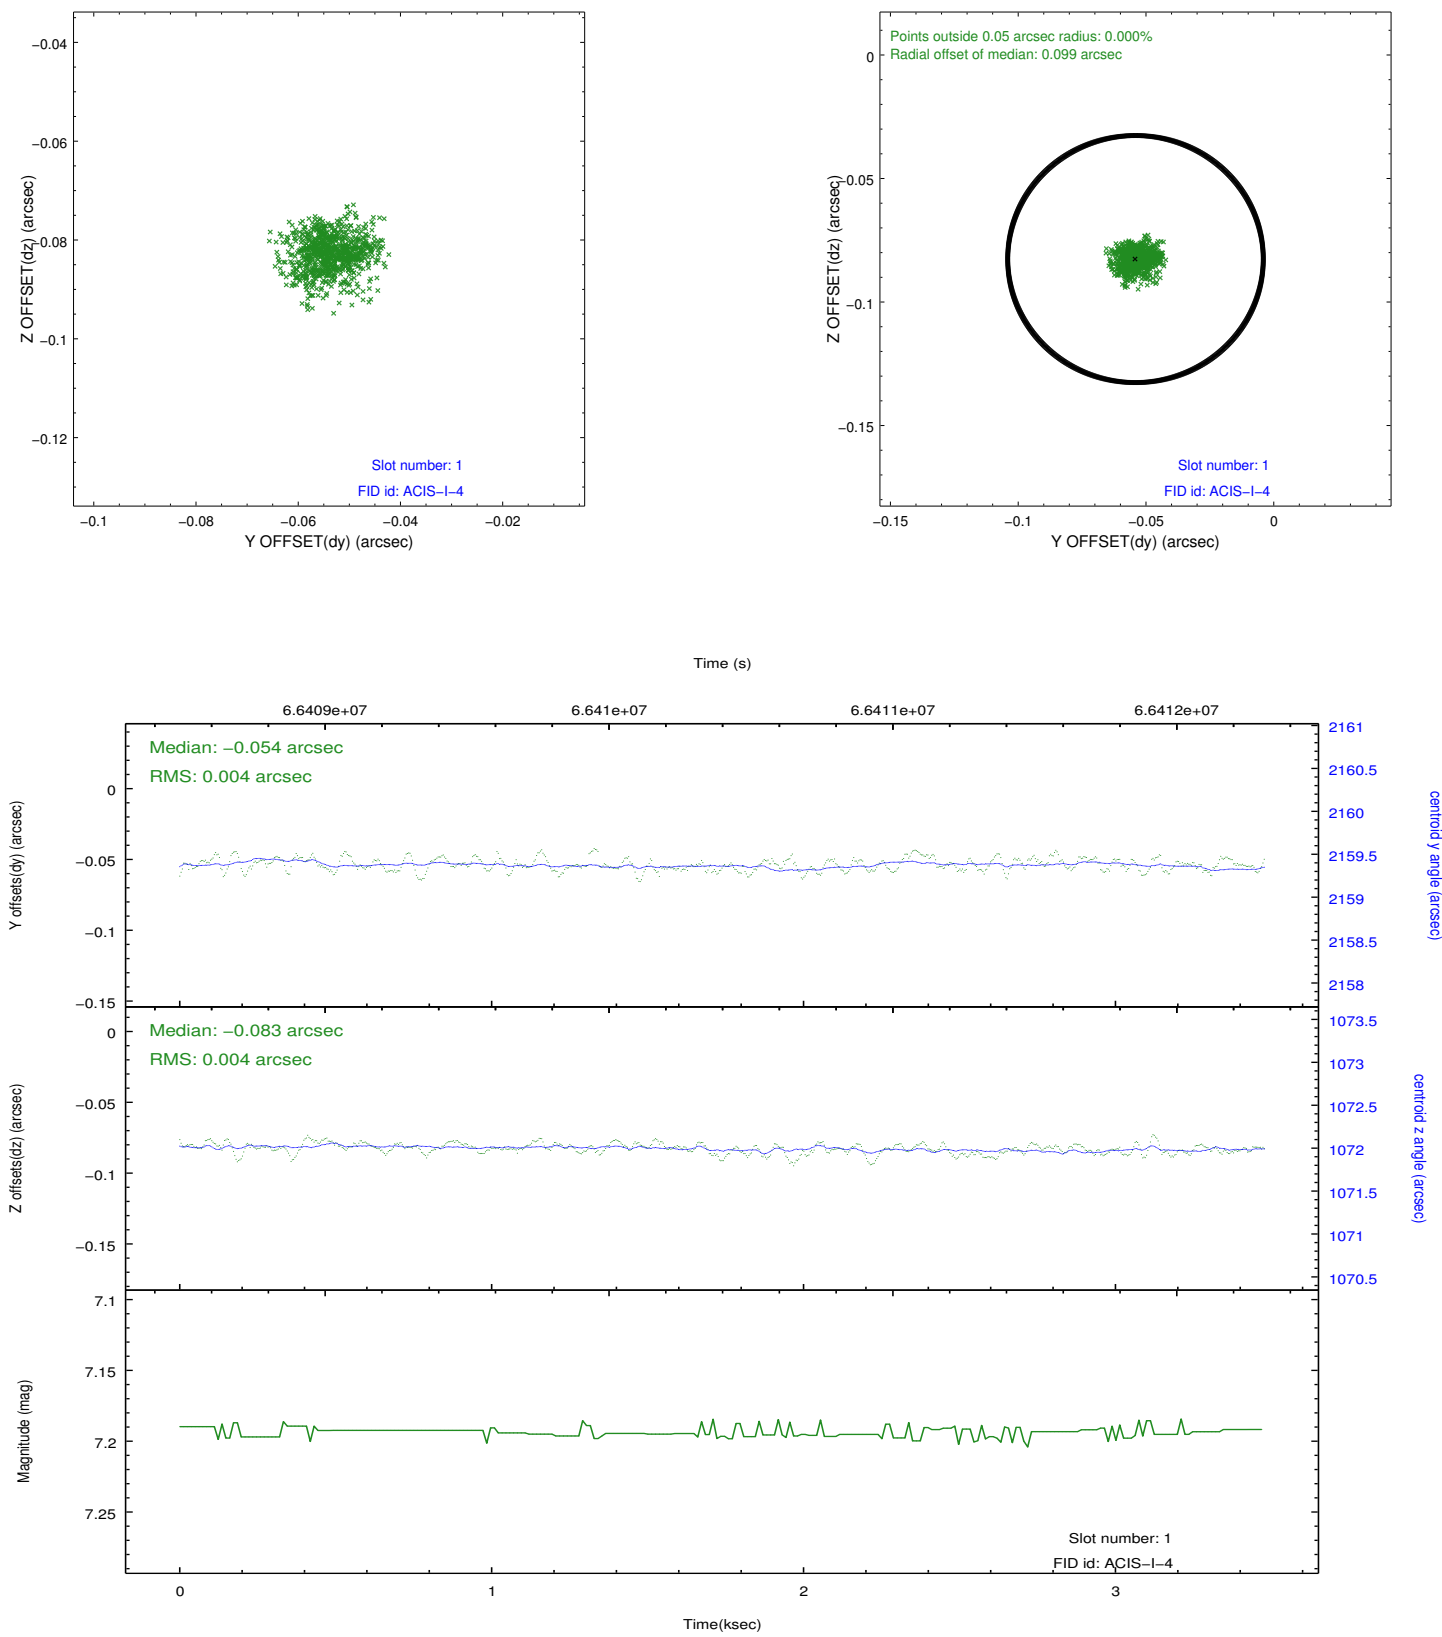 −0.04
−0.06
−0.08
−0.1
−0.12
Z OFFSET(dz) (arcsec)
Slot number: 1
FID id: ACIS−I−4
−0.1
−0.08
−0.06
−0.04
−0.02
Y OFFSET(dy) (arcsec)
Points outside 0.05 arcsec radius: 0.000%
Radial offset of median: 0.099 arcsec
0
−0.05
−0.1
−0.15
Z OFFSET(dz) (arcsec)
Slot number: 1
FID id: ACIS−I−4
−0.15
−0.1
−0.05
0
Y OFFSET(dy) (arcsec)
Time (s)
6.6409e+07
6.641e+07
6.6411e+07
6.6412e+07
Median: −0.054 arcsec
RMS: 0.004 arcsec
0
−0.05
−0.1
−0.15
Y offsets(dy) (arcsec)
2161
2160.5
2160
2159.5
2159
2158.5
2158
centroid y angle (arcsec)
Median: −0.083 arcsec
RMS: 0.004 arcsec
0
−0.05
−0.1
−0.15
Z offsets(dz) (arcsec)
1073.5
1073
1072.5
1072
1071.5
1071
1070.5
centroid z angle (arcsec)
7.1
7.15
7.2
7.25
Magnitude (mag)
Slot number: 1
FID id: ACIS−I−4
0
1
2
3
Time(ksec)